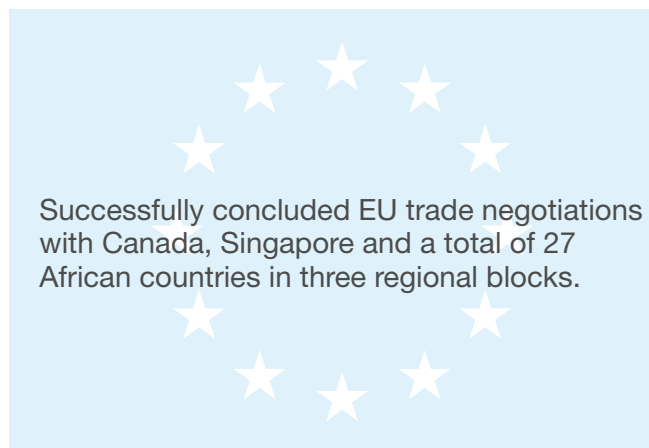 Successfully concluded EU trade negotiations
with Canada, Singapore and a total of 27
African countries in three regional blocks.